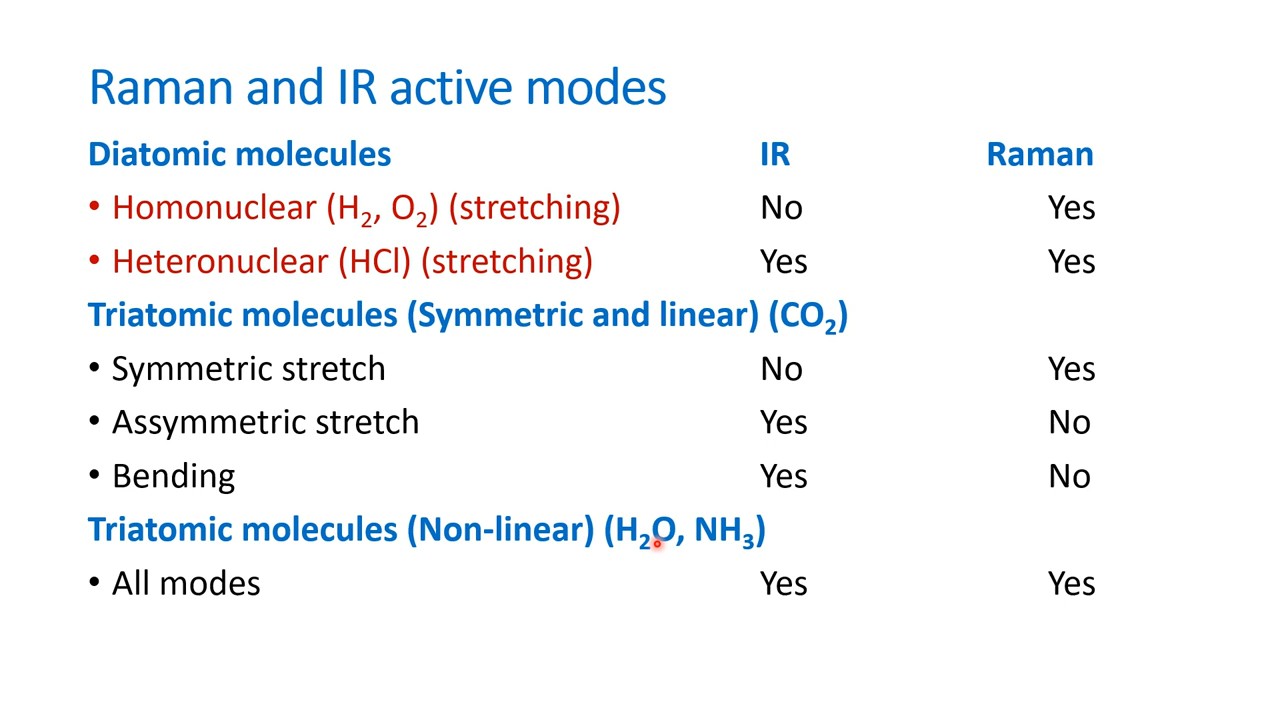 Raman and IR active modes
Diatomic molecules IR Raman
• Homonuclear (H₂, O₂) (stretching) No Yes
• Heteronuclear (HCl) (stretching) Yes Yes
Triatomic molecules (Symmetric and linear) (CO₂)
• Symmetric stretch No Yes
• Assymmetric stretch Yes No
• Bending Yes No
Triatomic molecules (Non-linear) (H₂O, NH₃)
• All modes Yes Yes